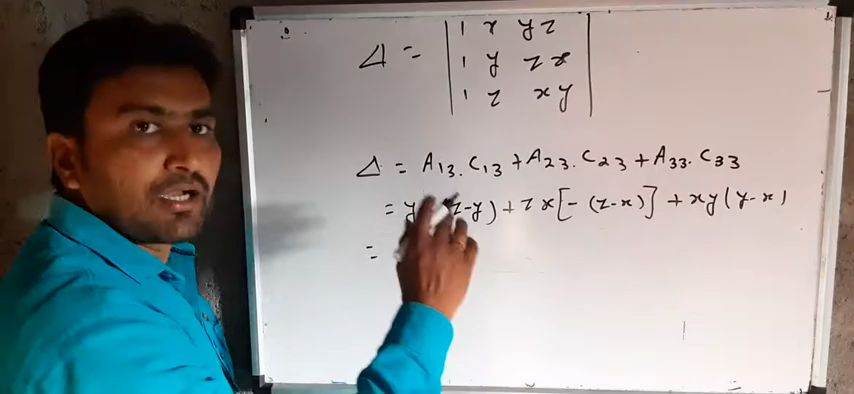 Δ = | 1 x yz |
| 1 y zx |
| 1 z xy |
Δ = A13. C13 + A23. C23 + A33. C33
= y (z-y) + zx[-(z-x)] + xy(y-x)
=